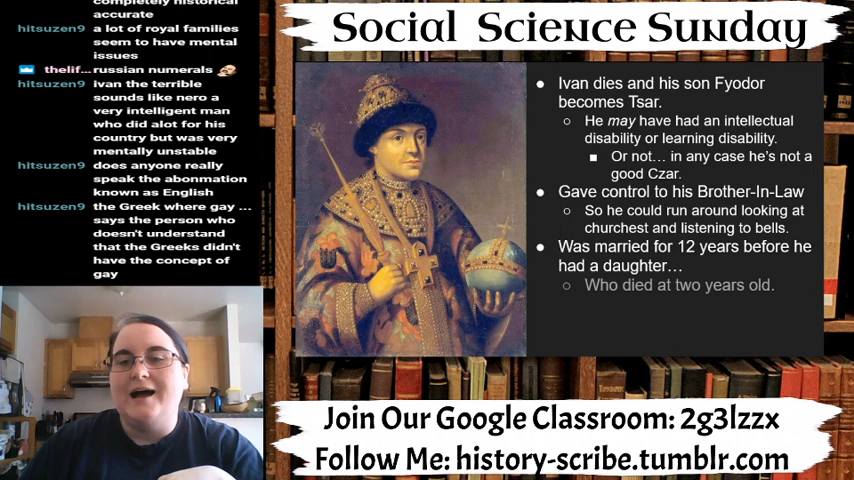 completely historical
accurate
hitsuzen9 a lot of royal families
seem to have mental
issues
thelif... russian numerals
hitsuzen9 ivan the terrible
sounds like nero a
very intelligent man
who did alot for his
country but was very
mentally unstable
hitsuzen9 does anyone really
speak the abonmation
known as English
hitsuzen9 the Greek where gay ...
says the person who
doesn't understand
that the Greeks didn't
have the concept of
gay
Social Science Sunday
Ivan dies and his son Fyodor
becomes Tsar.
He may have had an intellectual
disability or learning disability.
Or not... in any case he's not a
good Czar.
Gave control to his Brother-In-Law
So he could run around looking at
churchest and listening to bells.
Was married for 12 years before he
had a daughter...
Who died at two years old.
Join Our Google Classroom: 2g3lzzx
Follow Me: history-scribe.tumblr.com